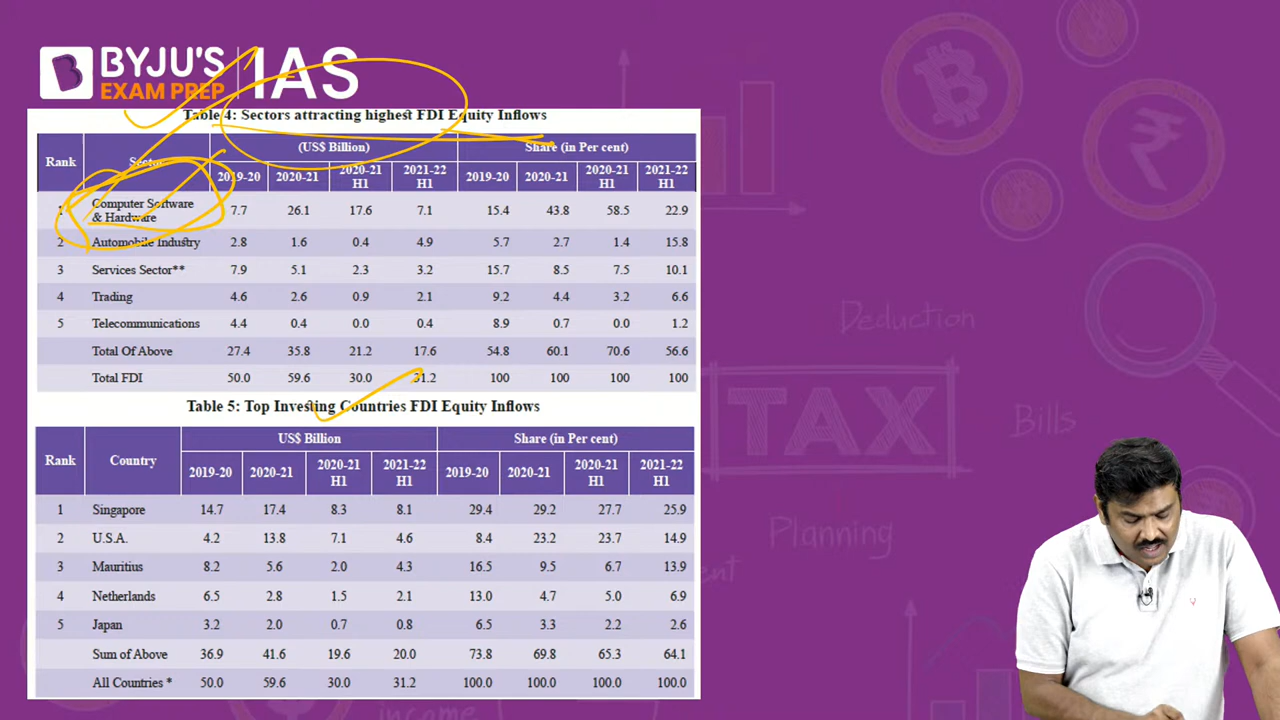 BYJU'S IAS
EXAM PREP
Table 4: Sectors attracting highest FDI Equity Inflows
Rank Sector (US$ Billion) Share (in Per cent)
2019-20 2020-21 2020-21 H1 2021-22 H1 2019-20 2020-21 2020-21 H1 2021-22 H1
1 Computer Software & Hardware 7.7 26.1 17.6 7.1 15.4 43.8 58.5 22.9
2 Automobile Industry 2.8 1.6 0.4 4.9 5.7 2.7 1.4 15.8
3 Services Sector** 7.9 5.1 2.3 3.2 15.7 8.5 7.5 10.1
4 Trading 4.6 2.6 0.9 2.1 9.2 4.4 3.2 6.6
5 Telecommunications 4.4 0.4 0.0 0.4 8.9 0.7 0.0 1.2
Total Of Above 27.4 35.8 21.2 17.6 54.8 60.1 70.6 56.6
Total FDI 50.0 59.6 30.0 31.2 100 100 100 100
Table 5: Top Investing Countries FDI Equity Inflows
Rank Country US$ Billion Share (in Per cent)
2019-20 2020-21 2020-21 H1 2021-22 H1 2019-20 2020-21 2020-21 H1 2021-22 H1
1 Singapore 14.7 17.4 8.3 8.1 29.4 29.2 27.7 25.9
2 U.S.A. 4.2 13.8 7.1 4.6 8.4 23.2 23.7 14.9
3 Mauritius 8.2 5.6 2.0 4.3 16.5 9.5 6.7 13.9
4 Netherlands 6.5 2.8 1.5 2.1 13.0 4.7 5.0 6.9
5 Japan 3.2 2.0 0.7 0.8 6.5 3.3 2.2 2.6
Sum of Above 36.9 41.6 19.6 20.0 73.8 69.8 65.3 64.1
All Countries * 50.0 59.6 30.0 31.2 100.0 100.0 100.0 100.0
Deduction
TAX
Bills
Planning
income